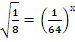 √(1/8) = (1/64)^x